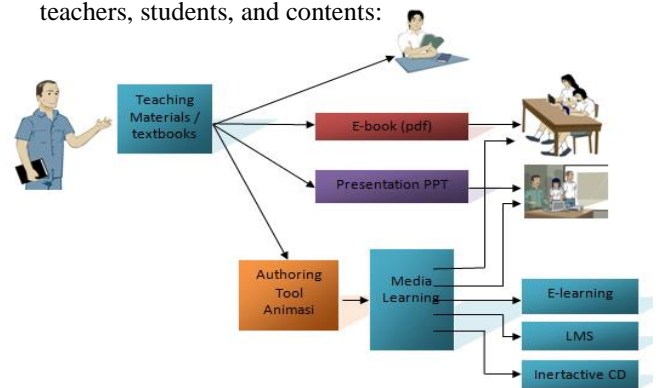 teachers, students, and contents:
Teaching
Materials /
textbooks
E-book (pdf)
Presentation PPT
Authoring
Tool
Animasi
Media
Learning
E-learning
LMS
Inertactive CD